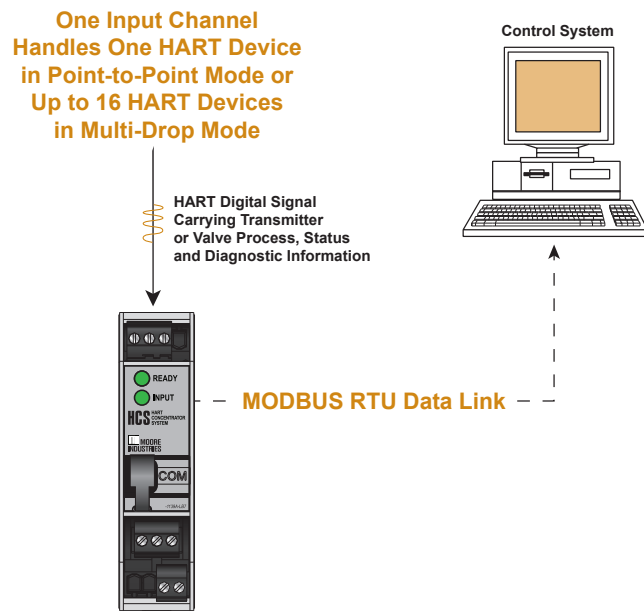 One Input Channel
Handles One HART Device
in Point-to-Point Mode or
Up to 16 HART Devices
in Multi-Drop Mode
Control System
HART Digital Signal
Carrying Transmitter
or Valve Process, Status
and Diagnostic Information
READY
INPUT
HCS HART
CONCENTRATOR
SYSTEM
MOORE
INDUSTRIES
COM
MODBUS RTU Data Link